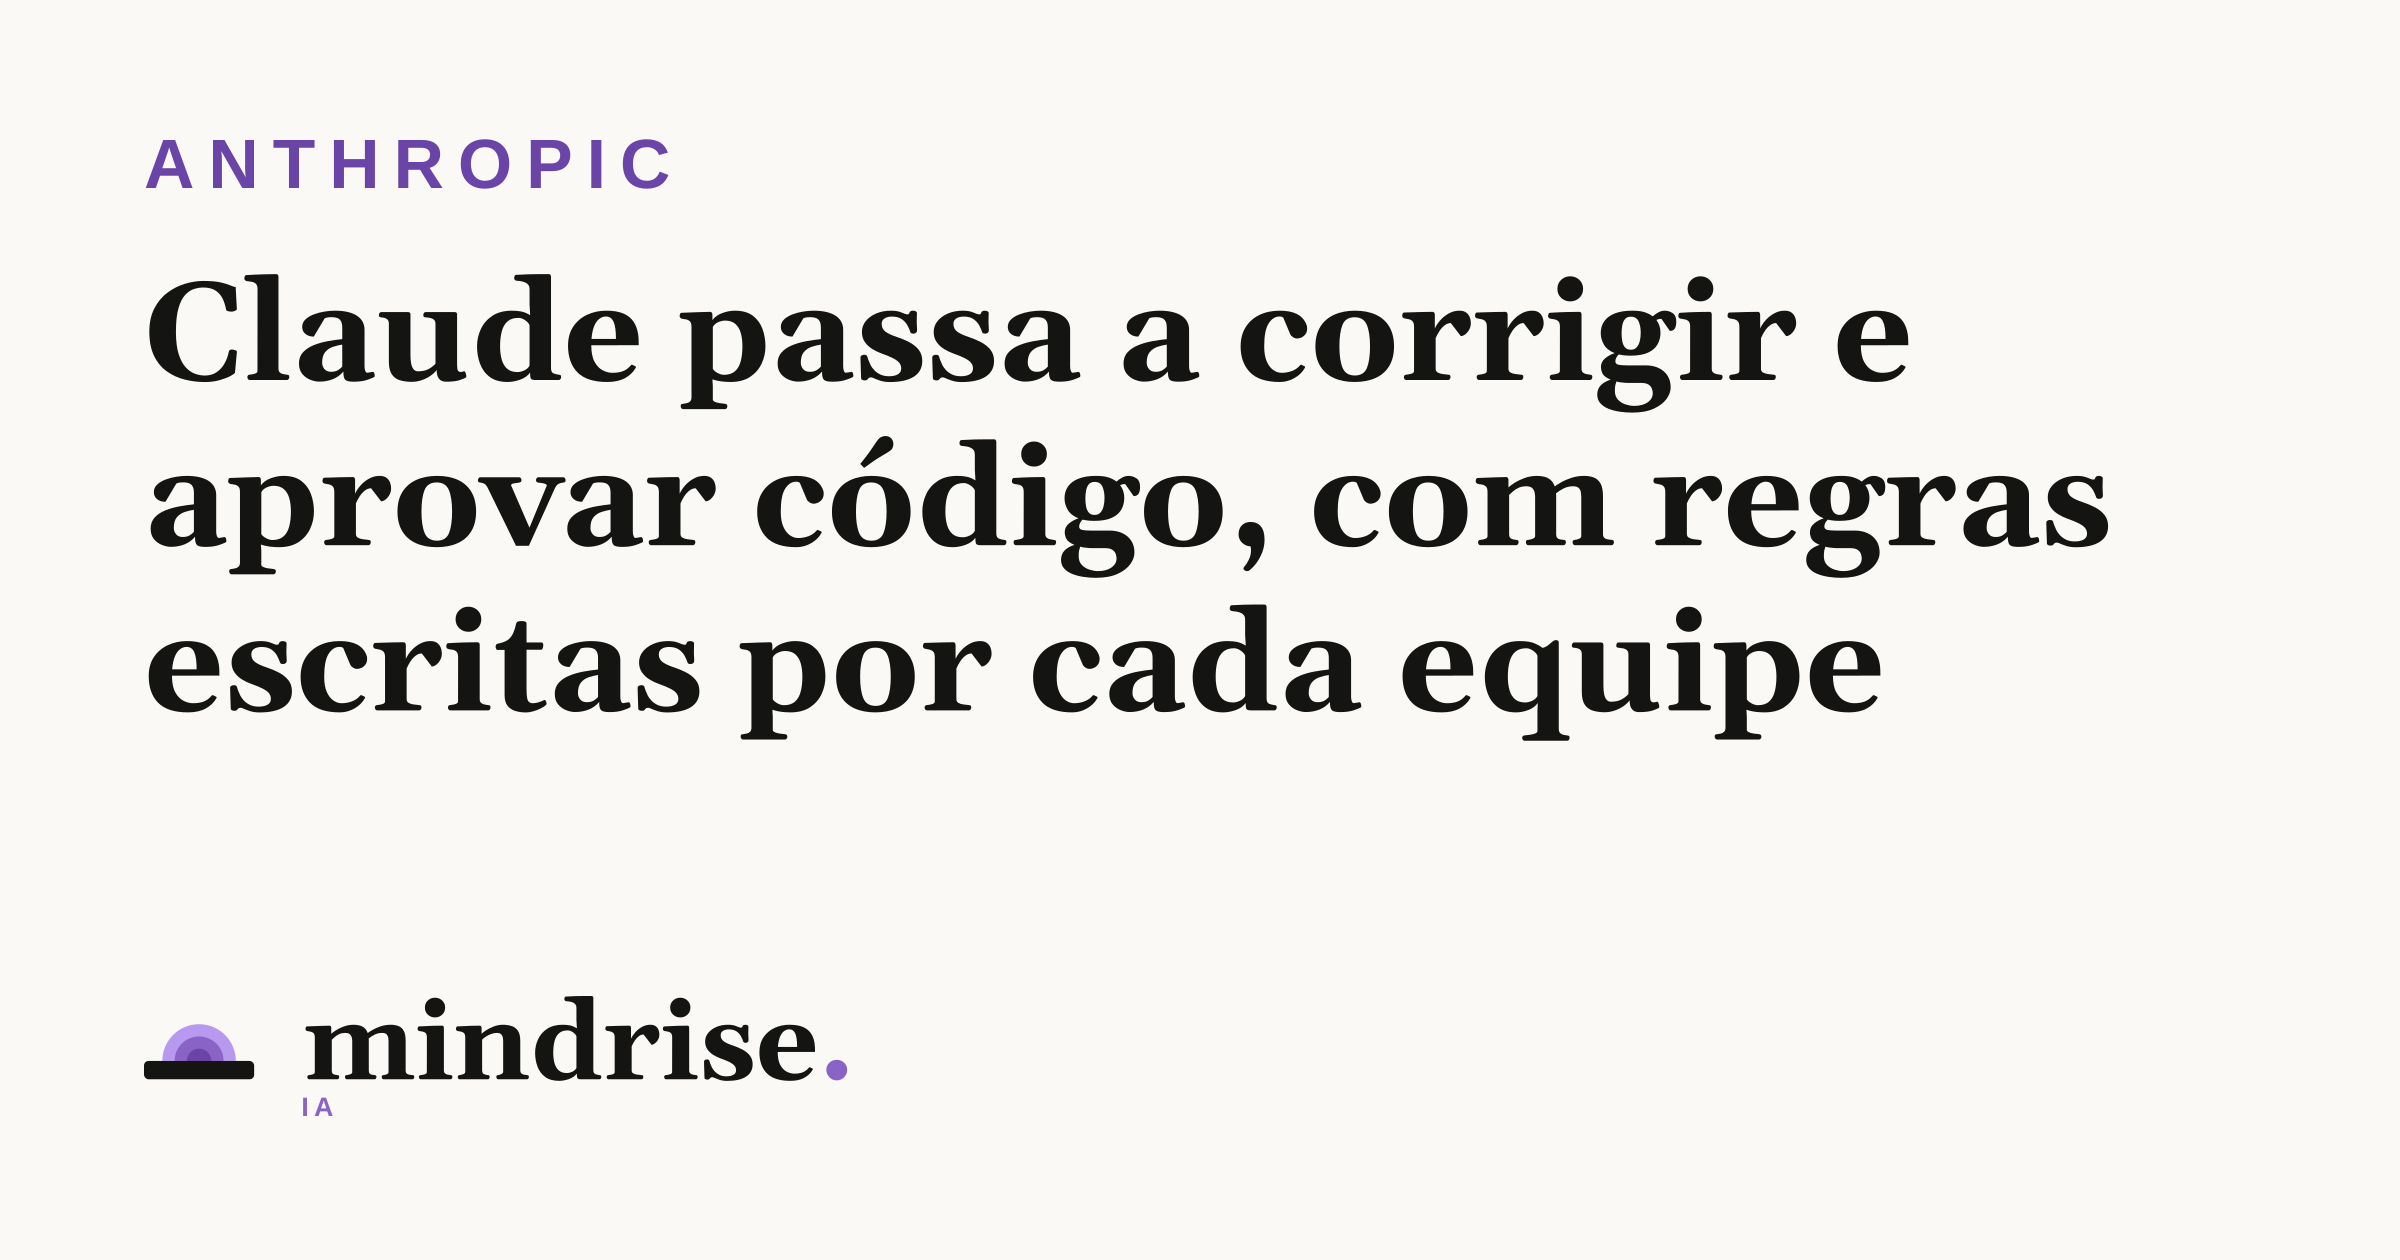 ANTHROPIC
Claude passa a corrigir e
aprovar código, com regras
escritas por cada equipe
mindrise.
IA